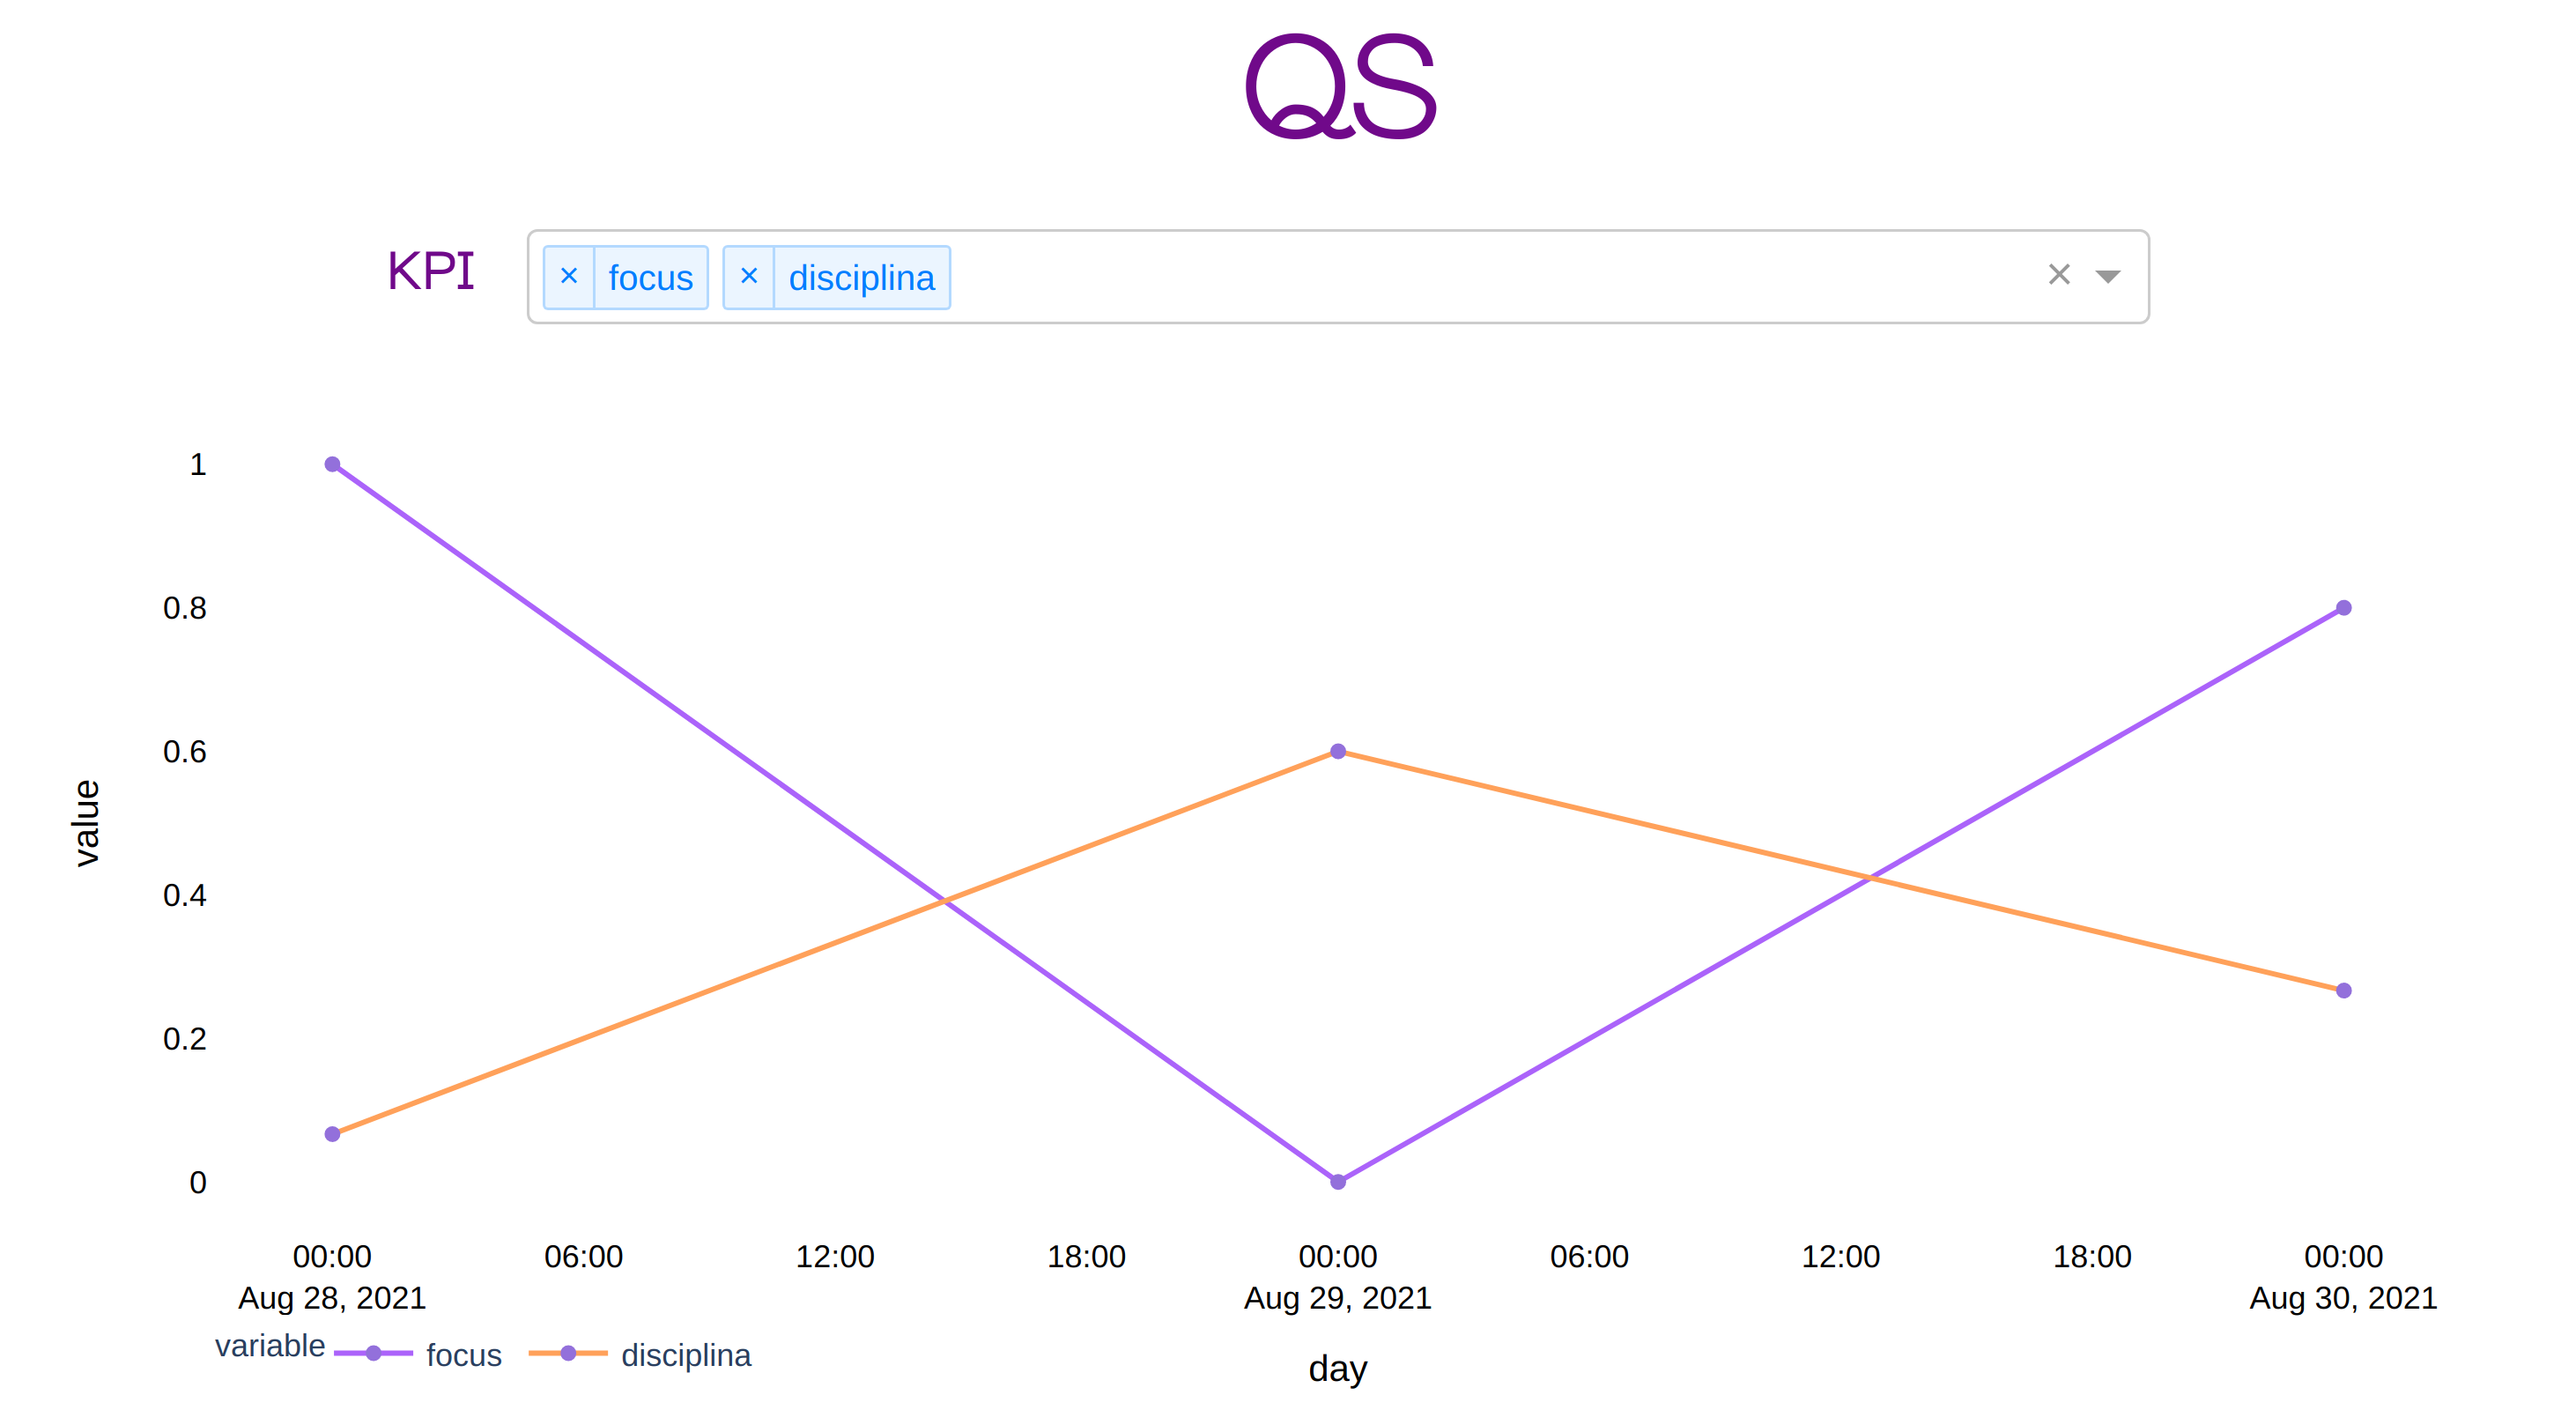 QS
KPI
× focus × disciplina
1
0.8
0.6
0.4
0.2
0
value
00:00 06:00 12:00 18:00 00:00 06:00 12:00 18:00 00:00
Aug 28, 2021 Aug 29, 2021 Aug 30, 2021
variable focus disciplina
day